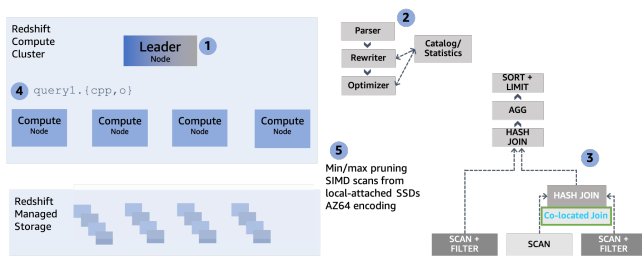 Redshift
Compute
Cluster
Leader
Node
1
4
query1.{cpp,o}
Compute
Node
Compute
Node
Compute
Node
Compute
Node
Redshift
Managed
Storage
2
Parser
Rewriter
Optimizer
Catalog/
Statistics
5
Min/max pruning
SIMD scans from
local-attached SSDs
AZ64 encoding
SORT +
LIMIT
AGG
HASH
JOIN
3
HASH JOIN
Co-located Join
SCAN +
FILTER
SCAN
SCAN +
FILTER